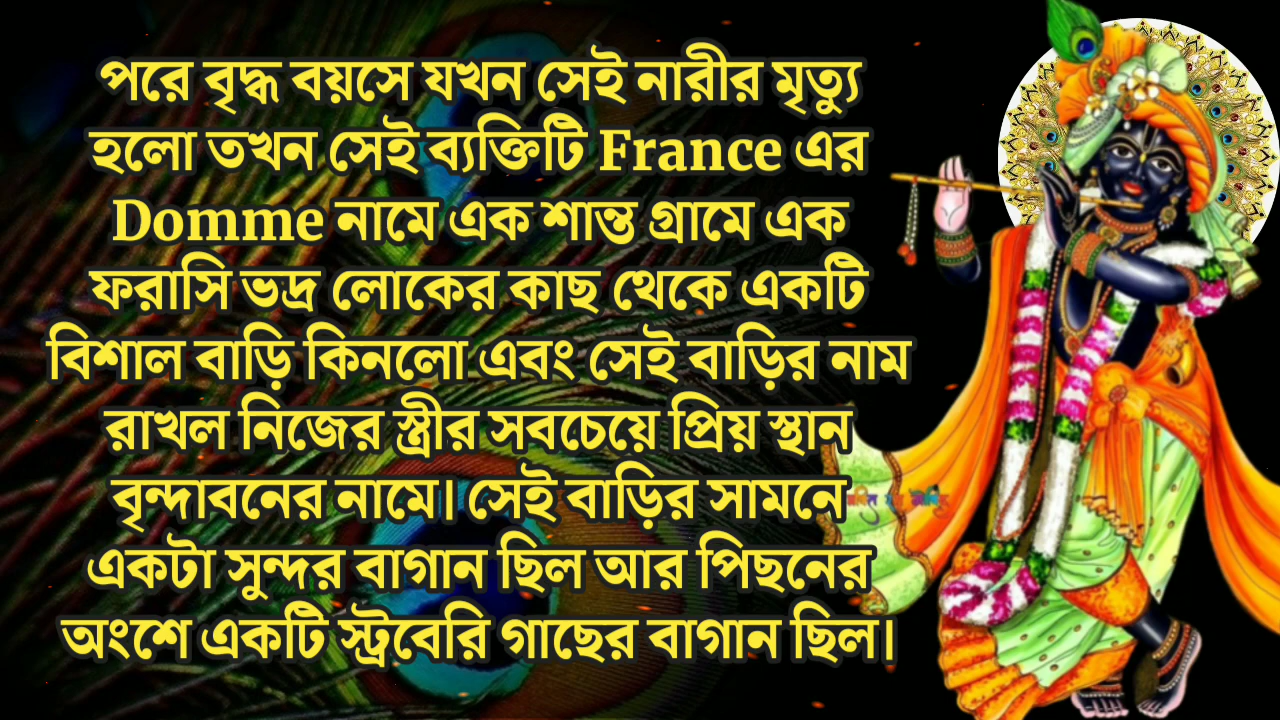 পরে বৃদ্ধ বয়সে যখন সেই নারীর মৃত্যু
হলো তখন সেই ব্যক্তিটি France এর
Domme নামে এক শান্ত গ্রামে এক
ফরাসি ভদ্র লোকের কাছ থেকে একটি
বিশাল বাড়ি কিনলো এবং সেই বাড়ির নাম
রাখল নিজের স্ত্রীর সবচেয়ে প্রিয় স্থান
বৃন্দাবনের নামে। সেই বাড়ির সামনে
একটা সুন্দর বাগান ছিল আর পিছনের
অংশে একটি স্ট্রবেরি গাছের বাগান ছিল।